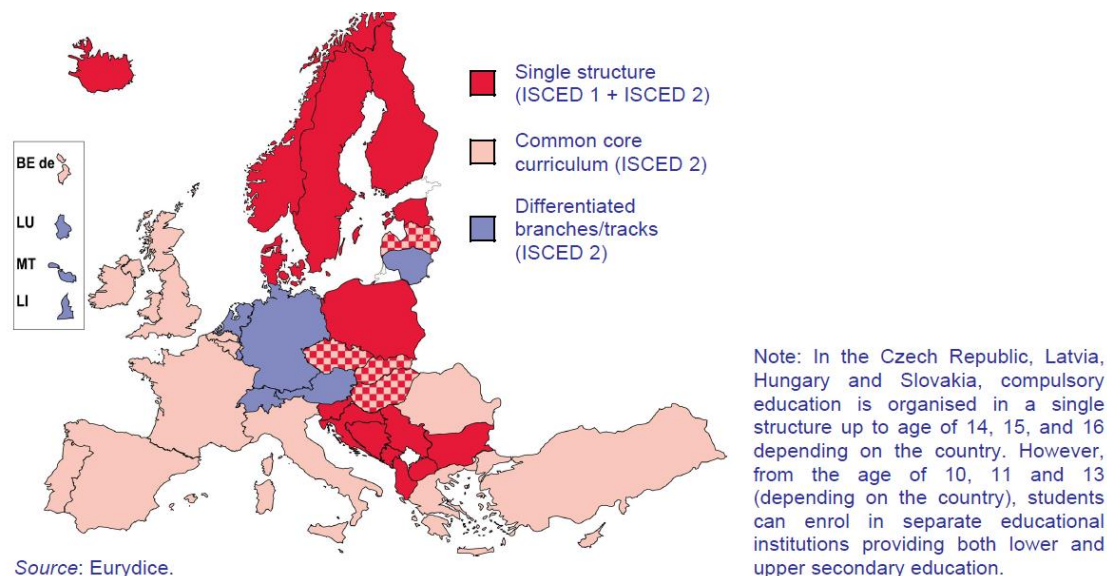 Single structure
(ISCED 1 + ISCED 2)
Common core
curriculum (ISCED 2)
Differentiated
branches/tracks
(ISCED 2)
BE de
LU
MT
LI
Note: In the Czech Republic, Latvia,
Hungary and Slovakia, compulsory
education is organised in a single
structure up to age of 14, 15, and 16
depending on the country. However,
from the age of 10, 11 and 13
(depending on the country), students
can enrol in separate educational
institutions providing both lower and
upper secondary education.
Source: Eurydice.